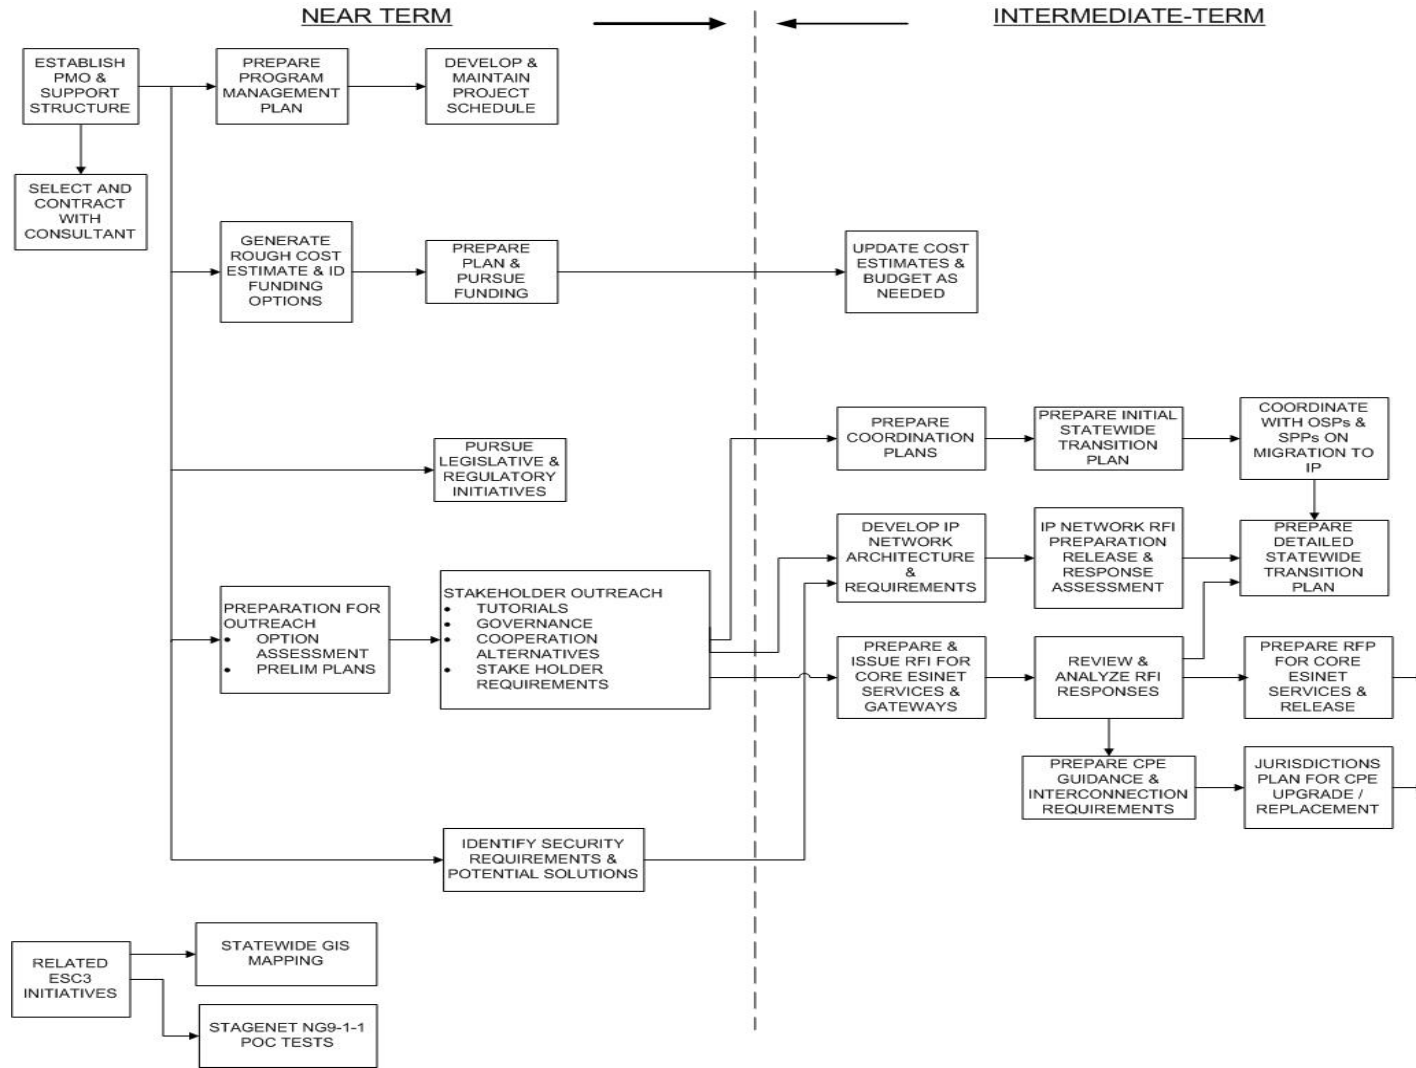 NEAR TERM
INTERMEDIATE-TERM
ESTABLISH
PMO &
SUPPORT
STRUCTURE
PREPARE
PROGRAM
MANAGEMENT
PLAN
DEVELOP &
MAINTAIN
PROJECT
SCHEDULE
SELECT AND
CONTRACT
WITH
CONSULTANT
GENERATE
ROUGH COST
ESTIMATE & ID
FUNDING
OPTIONS
PREPARE
PLAN &
PURSUE
FUNDING
UPDATE COST
ESTIMATES &
BUDGET AS
NEEDED
PURSUE
LEGISLATIVE &
REGULATORY
INITIATIVES
PREPARE
COORDINATION
PLANS
PREPARE INITIAL
STATEWIDE
TRANSITION
PLAN
COORDINATE
WITH OSPs &
SPPs ON
MIGRATION TO
IP
DEVELOP IP
NETWORK
ARCHITECTURE
&
REQUIREMENTS
IP NETWORK RFI
PREPARATION
RELEASE &
RESPONSE
ASSESSMENT
PREPARE
DETAILED
STATEWIDE
TRANSITION
PLAN
PREPARATION FOR
OUTREACH
• OPTION
ASSESSMENT
• PRELIM PLANS
STAKEHOLDER OUTREACH
• TUTORIALS
• GOVERNANCE
• COOPERATION
ALTERNATIVES
• STAKE HOLDER
REQUIREMENTS
PREPARE &
ISSUE RFI FOR
CORE ESINET
SERVICES &
GATEWAYS
REVIEW &
ANALYZE RFI
RESPONSES
PREPARE RFP
FOR CORE
ESINET
SERVICES &
RELEASE
PREPARE CPE
GUIDANCE &
INTERCONNECTION
REQUIREMENTS
JURISDICTIONS
PLAN FOR CPE
UPGRADE /
REPLACEMENT
IDENTIFY SECURITY
REQUIREMENTS &
POTENTIAL SOLUTIONS
RELATED
ESC3
INITIATIVES
STATEWIDE GIS
MAPPING
STAGENET NG9-1-1
POC TESTS